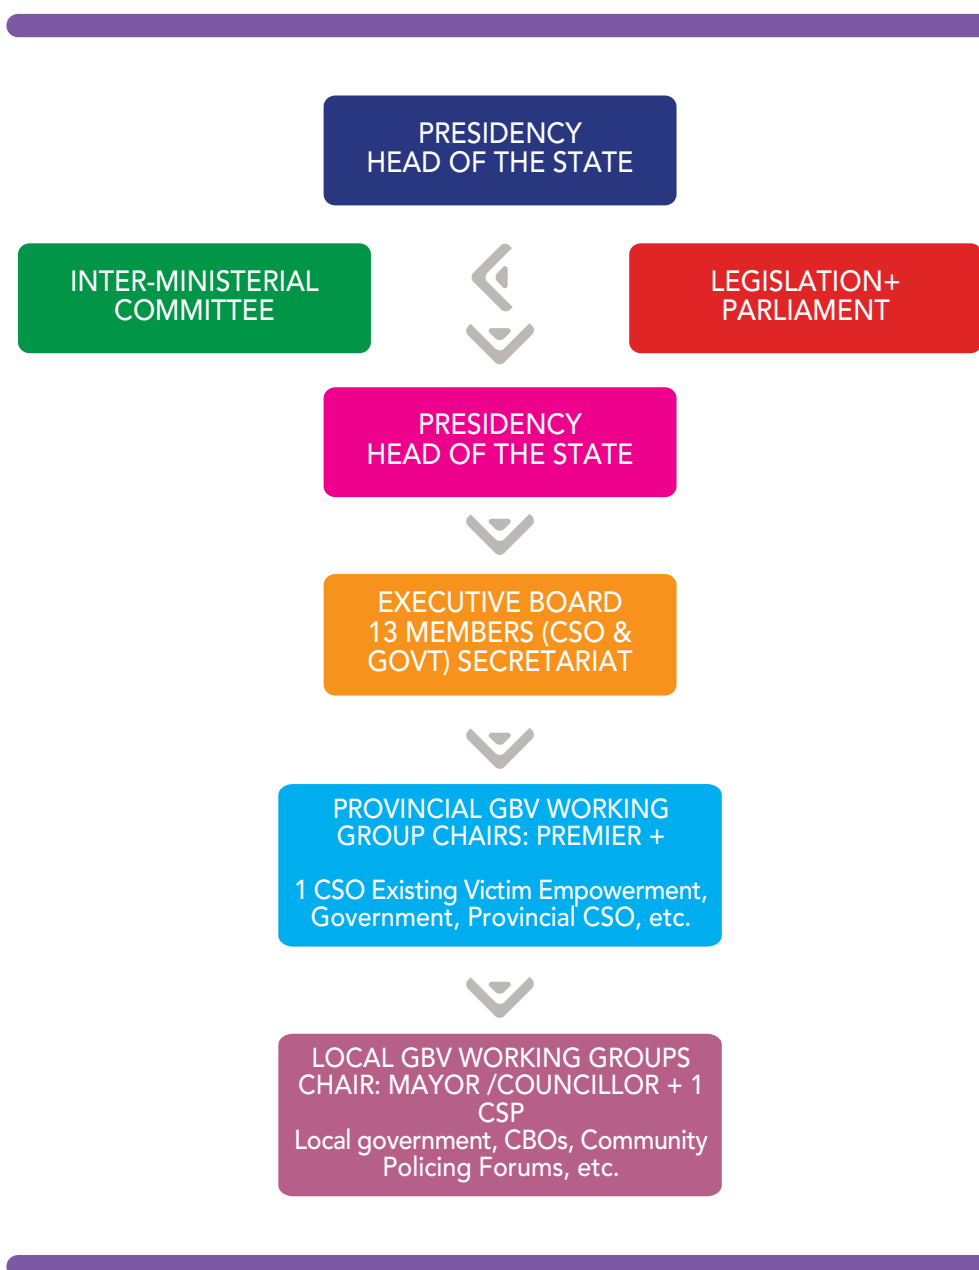 PRESIDENCY
HEAD OF THE STATE
INTER-MINISTERIAL
COMMITTEE
LEGISLATION+
PARLIAMENT
PRESIDENCY
HEAD OF THE STATE
EXECUTIVE BOARD
13 MEMBERS (CSO &
GOVT) SECRETARIAT
PROVINCIAL GBV WORKING
GROUP CHAIRS: PREMIER +
1 CSO Existing Victim Empowerment,
Government, Provincial CSO, etc.
LOCAL GBV WORKING GROUPS
CHAIR: MAYOR /COUNCILLOR + 1
CSP
Local government, CBOs, Community
Policing Forums, etc.